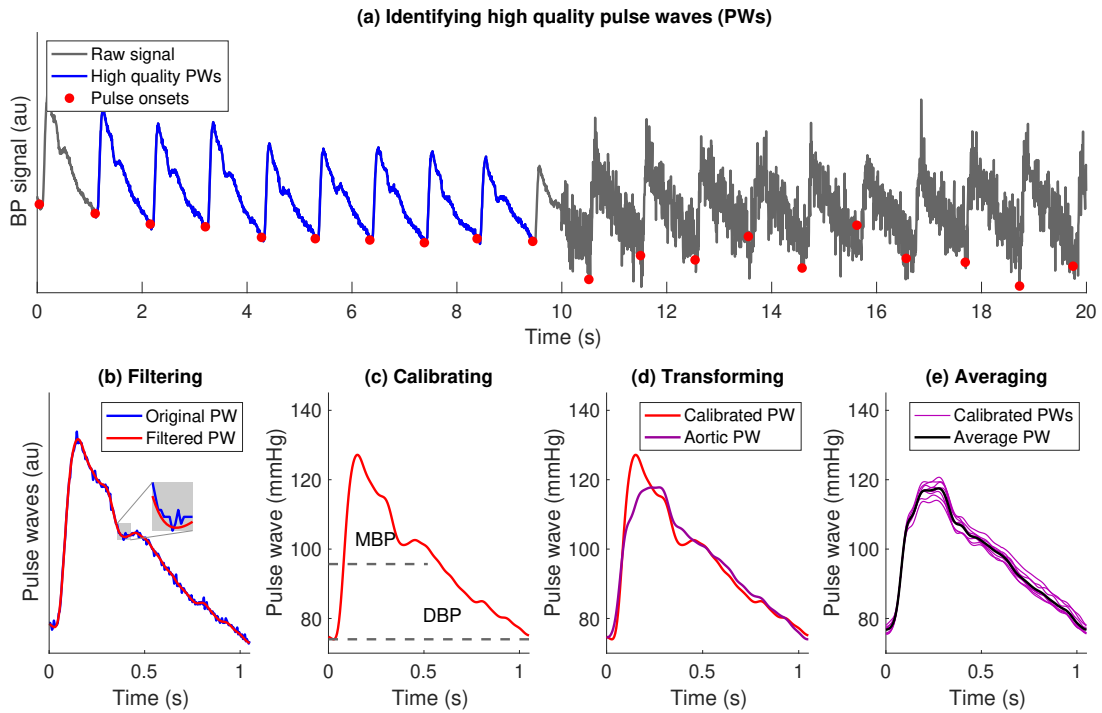 (a) Identifying high quality pulse waves (PWs)
Raw signal
High quality PWs
Pulse onsets
BP signal (au)
0 2 4 6 8 10 12 14 16 18 20
Time (s)
(b) Filtering
Original PW
Filtered PW
Pulse waves (au)
0 0.5 1
Time (s)
(c) Calibrating
Pulse wave (mmHg)
140
120
100
80
MBP
DBP
0 0.5 1
Time (s)
(d) Transforming
Calibrated PW
Aortic PW
Pulse wave (mmHg)
140
120
100
80
0 0.5 1
Time (s)
(e) Averaging
Calibrated PWs
Average PW
Pulse wave (mmHg)
140
120
100
80
0 0.5 1
Time (s)